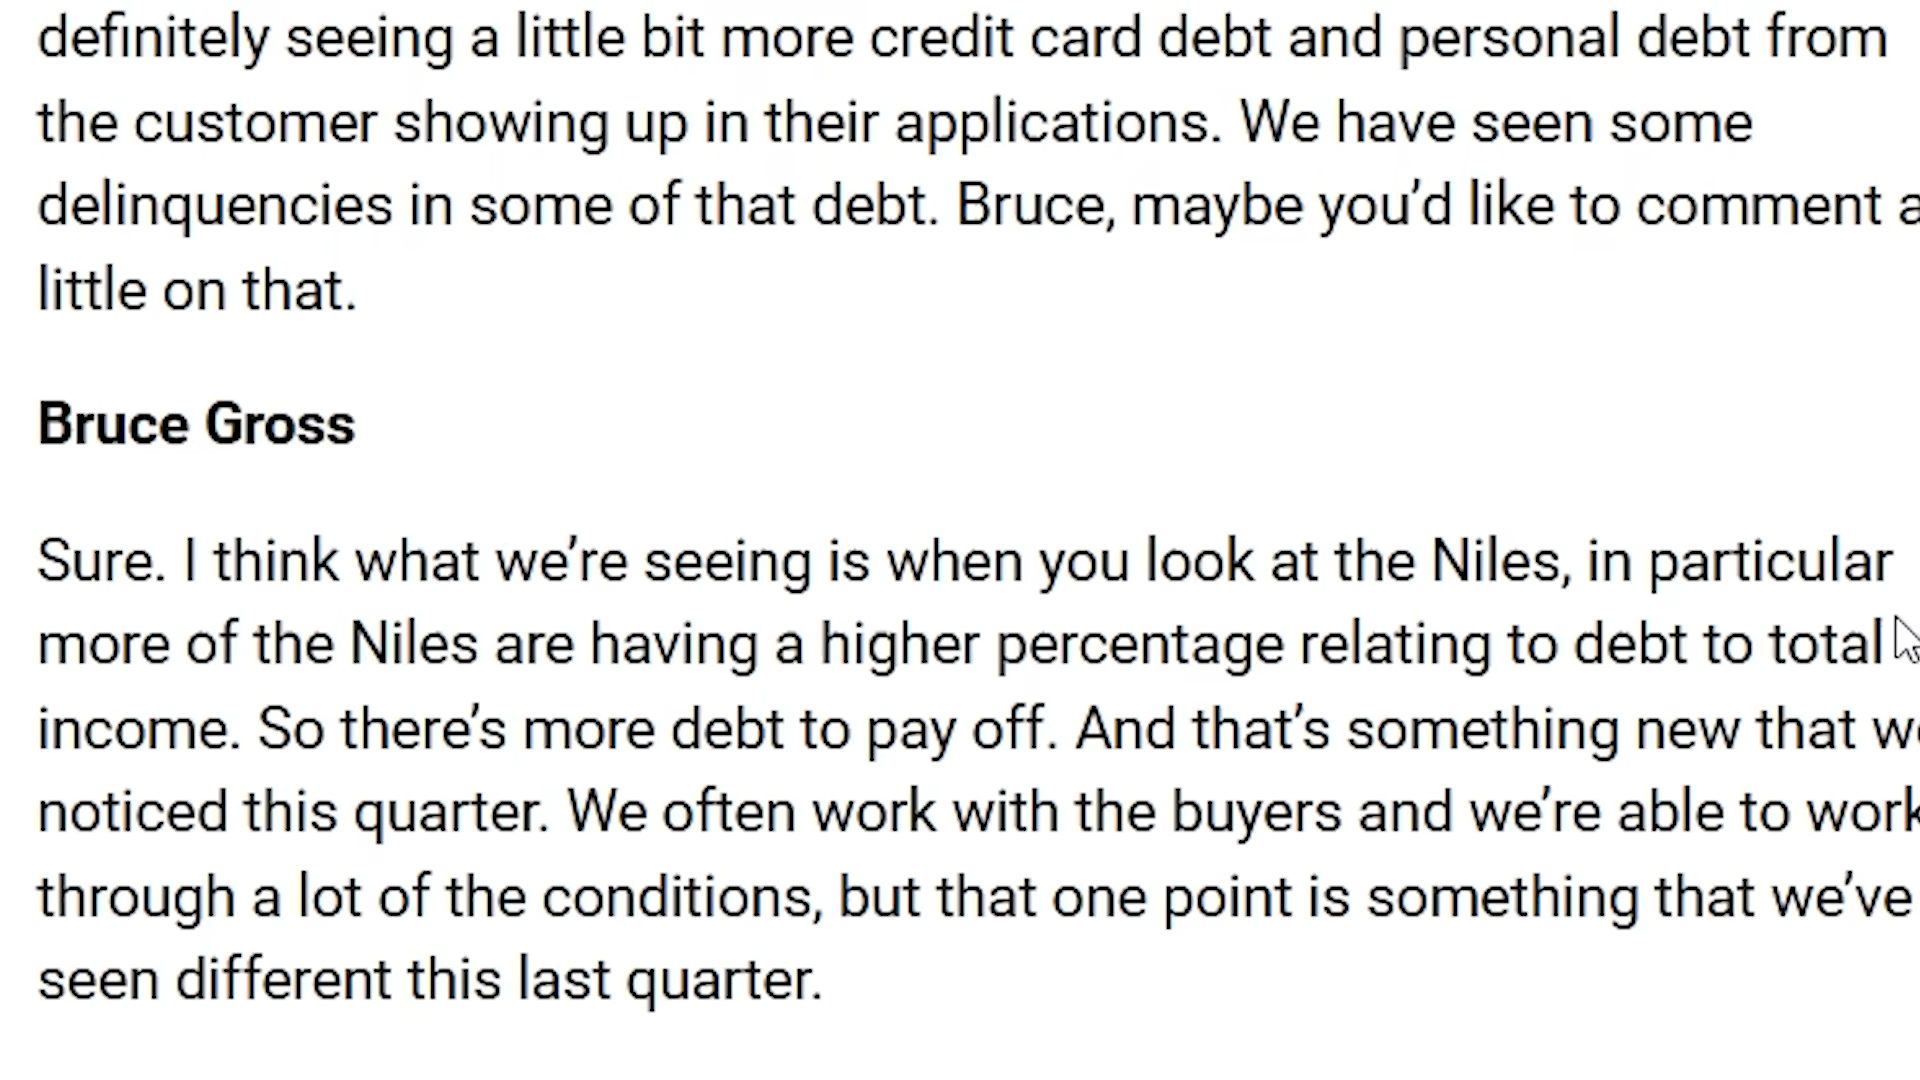 definitely seeing a little bit more credit card debt and personal debt from
the customer showing up in their applications. We have seen some
delinquencies in some of that debt. Bruce, maybe you’d like to comment a
little on that.
Bruce Gross
Sure. I think what we’re seeing is when you look at the Niles, in particular
more of the Niles are having a higher percentage relating to debt to total
income. So there’s more debt to pay off. And that’s something new that we
noticed this quarter. We often work with the buyers and we’re able to work
through a lot of the conditions, but that one point is something that we’ve
seen different this last quarter.